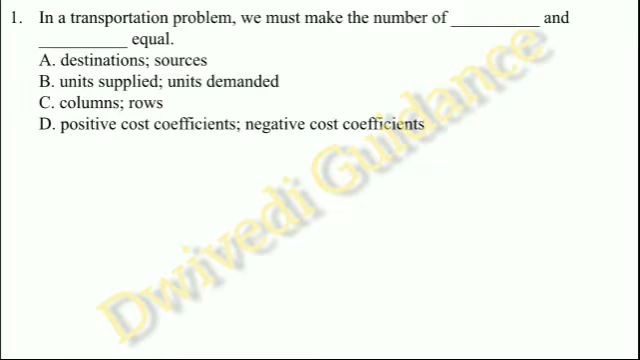 1. In a transportation problem, we must make the number of __________ and
__________ equal.
A. destinations; sources
B. units supplied; units demanded
C. columns; rows
D. positive cost coefficients; negative cost coefficients
Dwivedi Guidance